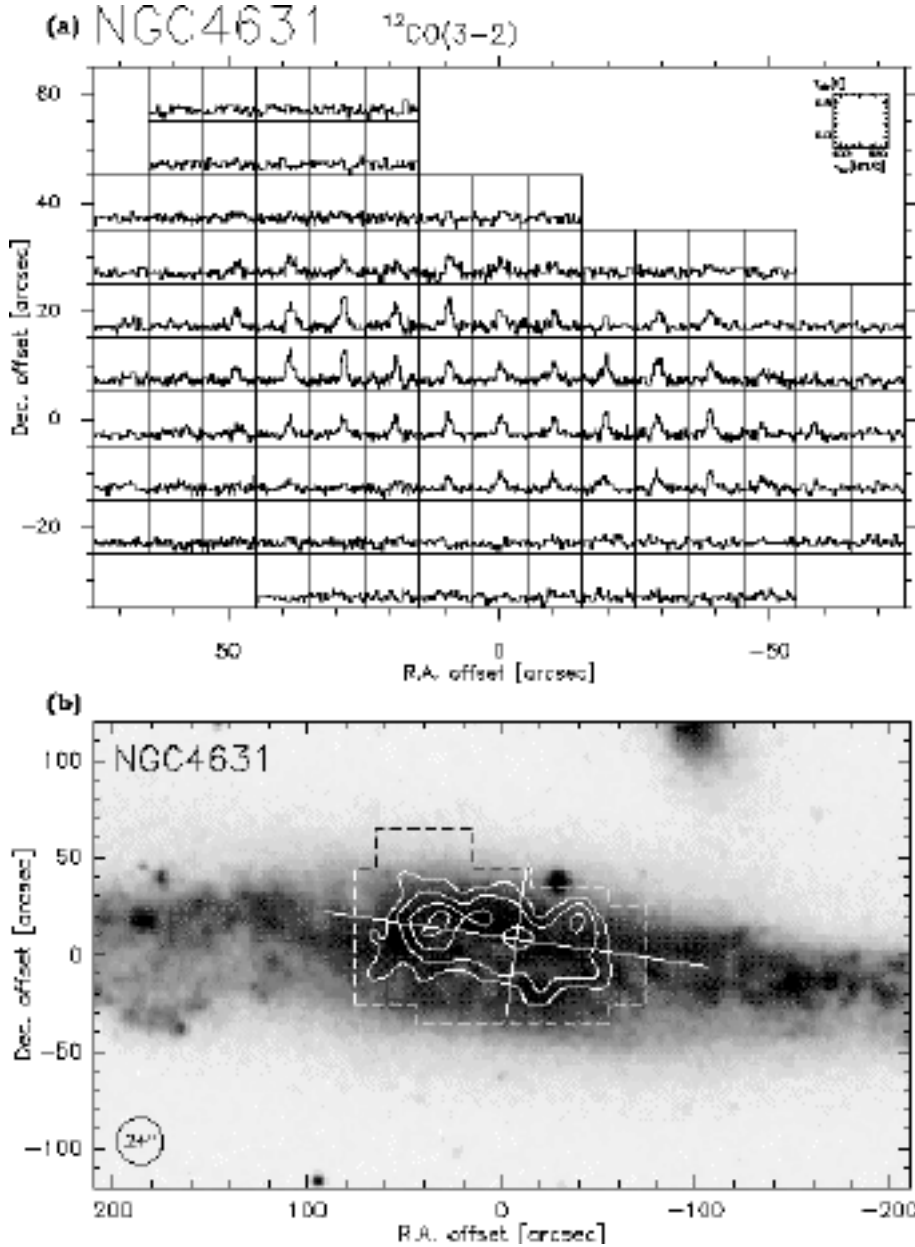 (a) NGC4631 12CO(3-2)
60
40
20
0
-20
Dec. offset [arcsec]
50 0 -50
R.A. offset [arcsec]
(b)
NGC4631
100
50
0
-50
-100
Dec. offset [arcsec]
24"
200 100 0 -100 -200
R.A. offset [arcsec]